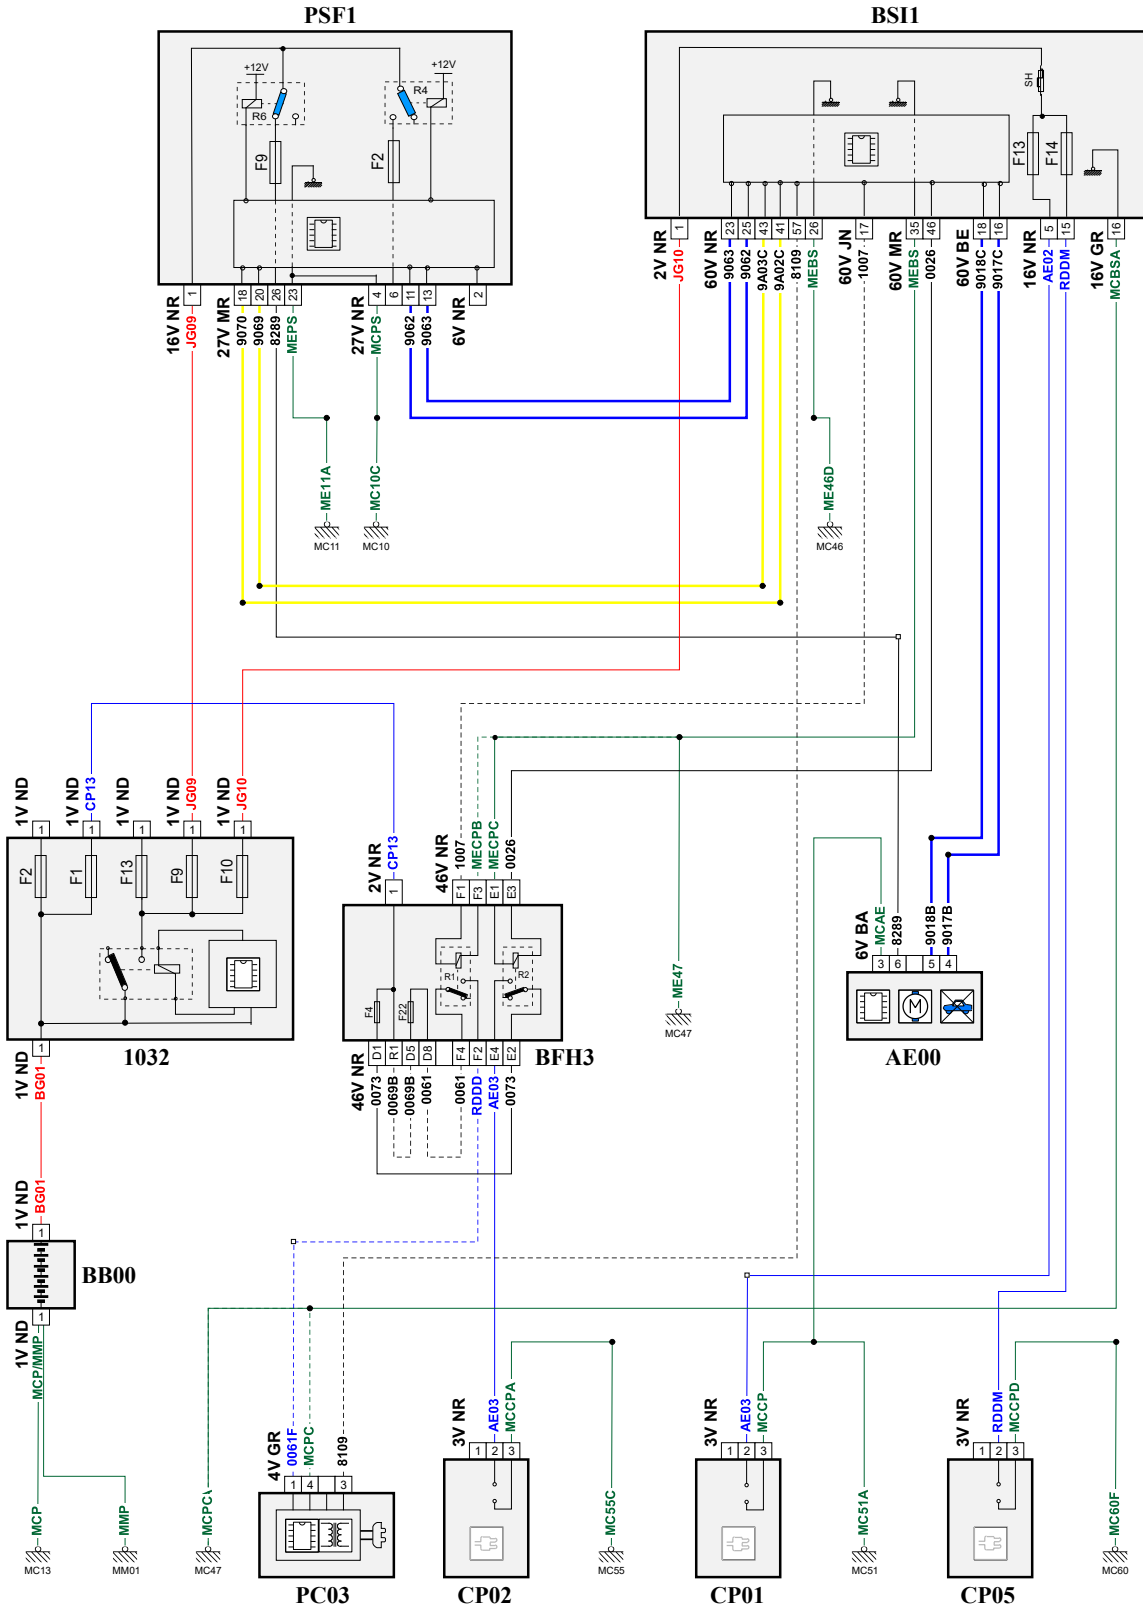 PSF1
BSI1
+12V
R6
F9
R4
+12V
F2
SH
F13
F14
1
18
20
26
23
4
6
11
13
2
16V NR
JG09
27V MR
9070
9069
8289
MEPS
27V NR
MCPS
9062
9063
6V NR
1
23
25
43
41
57
26
17
35
46
18
16
5
15
16
2V NR
JG10
60V NR
9063
9062
9A03C
9A02C
8109
MEBS
60V JN
1007
60V MR
MEBS
0026
60V BE
9018C
9017C
16V NR
AE02
RDDM
16V GR
MCBSA
ME11A
MC11
MC10C
MC10
ME46D
MC46
1V ND
1V ND
CP13
1V ND
1V ND
JG09
1V ND
JG10
1
1
1
1
1
F2
F1
F13
F9
F10
1
1032
1V ND
BG01
2V NR
CP13
46V NR
1007
MECPB
MECPC
0026
1
F1
F3
E1
E3
R1
R2
F4
F22
D1
R1
D5
D8
F4
F2
E4
E2
BFH3
46V NR
0073
0069B
0069B
0061
0061
RDDD
AE03
0073
ME47
MC47
6V BA
MCAE
8289
9018B
9017B
3
6
5
4
M
AE00
1V ND
BG01
1
BB00
1
1V ND
MCP/MMP
MCP
MC13
MMP
MM01
MCPC
MC47
4V GR
0061F
MCPC
8109
1
4
3
PC03
3V NR
AE03
MCCPA
1
2
3
CP02
MC55C
MC55
3V NR
AE03
MCCP
1
2
3
CP01
MC51A
MC51
3V NR
RDDM
MCCPD
1
2
3
CP05
MC60F
MC60